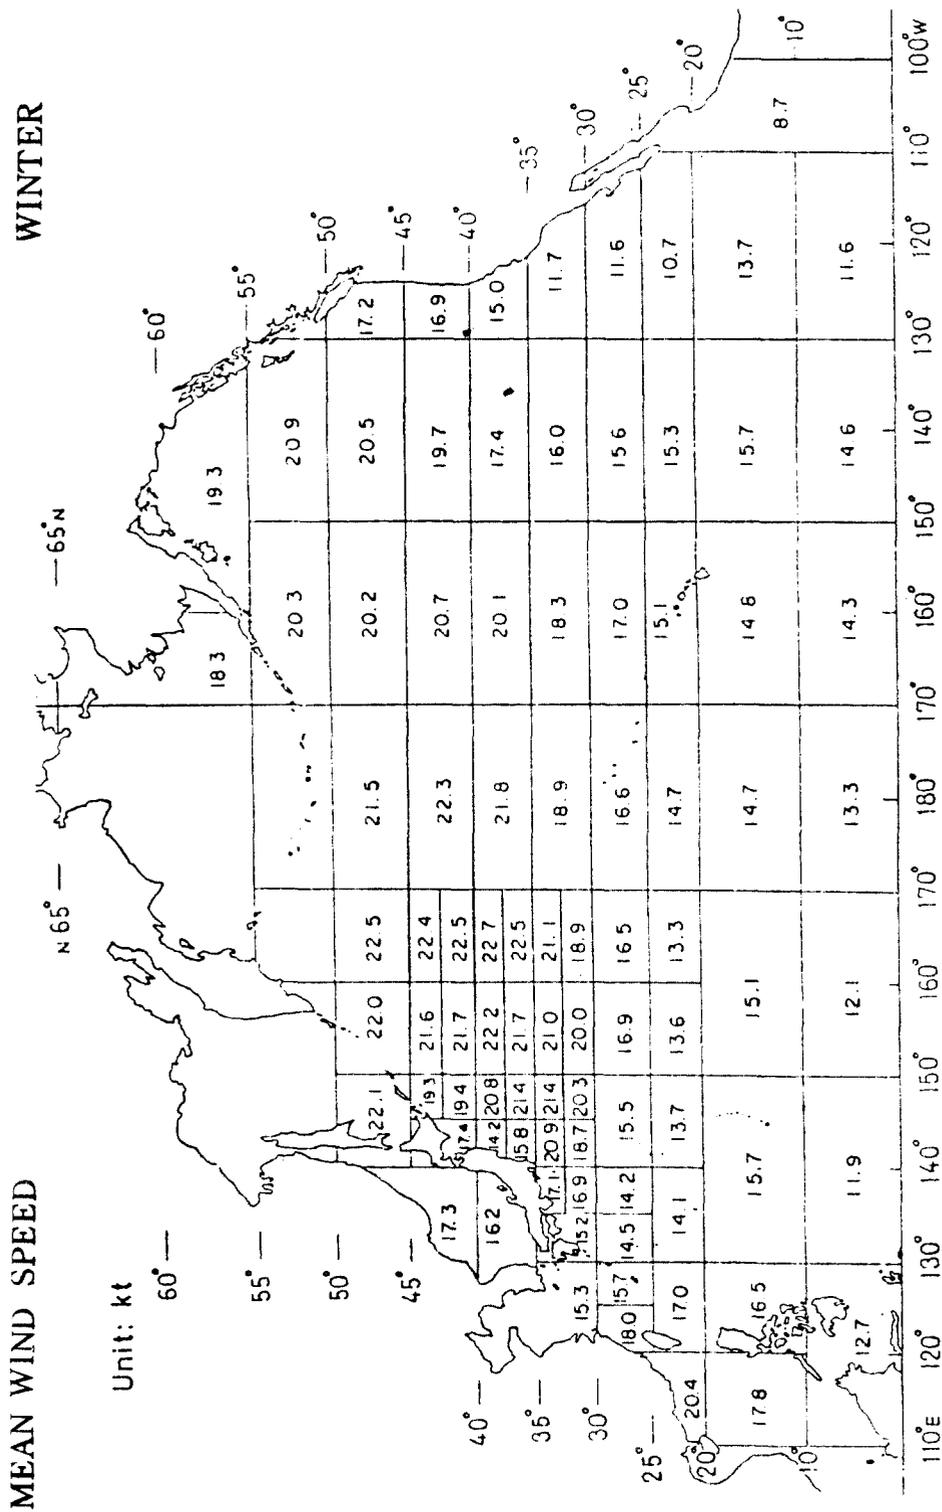 MEAN WIND SPEED WINTER
N 65° 65°N
Unit: kt
60° 60°
18.3 19.3
55° 55°
20.3 20.9
50° 50°
22.1 22.0 22.5 21.5 20.2 20.5 17.2
45° 45°
19.3 21.6 22.4 22.3 20.7 19.7 16.9
17.3 17.4 19.4 21.7 22.5
40° 40°
16.2 14.2 20.8 22.2 22.7 21.8 20.1 17.4 15.0
15.8 21.4 21.7 22.5
35° 35°
17.1 20.9 21.4 21.0 21.1 18.9 18.3 16.0 11.7
15.3 15.2 16.9 18.7 20.3 20.0 18.9
30° 30°
18.0 15.7 14.5 14.2 15.5 16.9 16.5 16.6 17.0 15.6 11.6
25° 25°
20.4 17.0 14.1 13.7 13.6 13.3 14.7 15.1 15.3 10.7
20° 20°
17.8 16.5 15.7 15.1 14.7 14.8 15.7 13.7 8.7
10° 10°
12.7 11.9 12.1 13.3 14.3 14.6 11.6
110°E 120° 130° 140° 150° 160° 170° 180° 170° 160° 150° 140° 130° 120° 110° 100°W